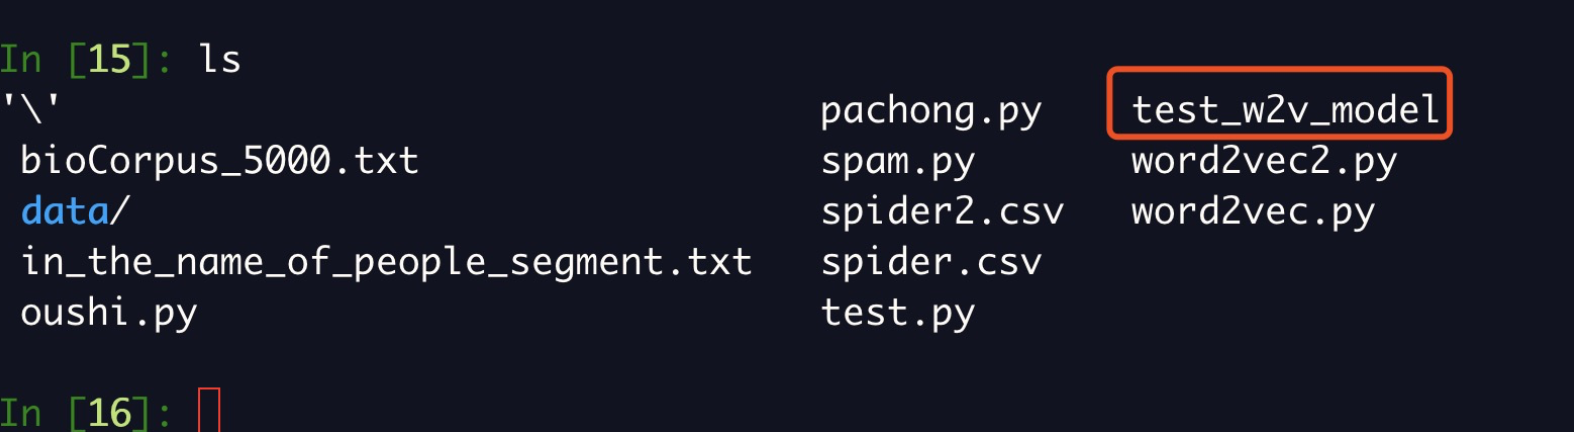 In [15]: ls
'\'                                  pachong.py   test_w2v_model
bioCorpus_5000.txt                   spam.py      word2vec2.py
data/                                spider2.csv  word2vec.py
in_the_name_of_people_segment.txt    spider.csv
oushi.py                             test.py
In [16]: